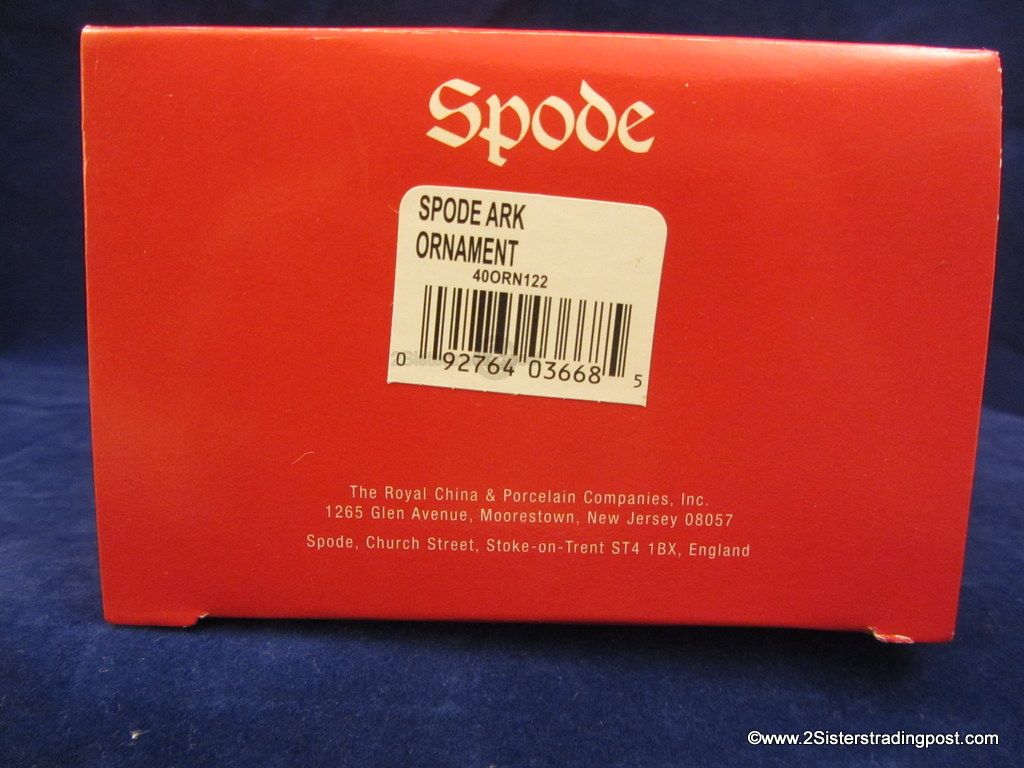 Spode
SPODE ARK
ORNAMENT
40ORN122
0 92764 03668 5
The Royal China & Porcelain Companies, Inc.
1265 Glen Avenue, Moorestown, New Jersey 08057
Spode, Church Street, Stoke-on-Trent ST4 1BX, England
©www.2Sisterstradingpost.com